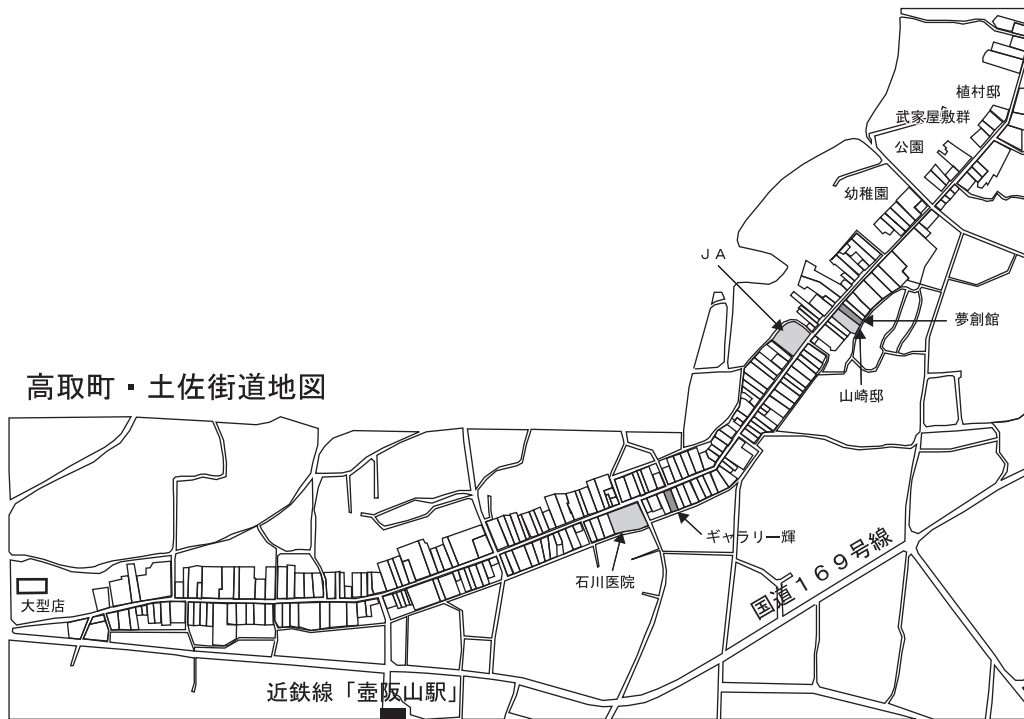 植村邸
武家屋敷群
公園
幼稚園
ＪＡ
夢創館
高取町・土佐街道地図
山崎邸
ギャラリー輝
石川医院
国道１６９号線
大型店
近鉄線「壺阪山駅」